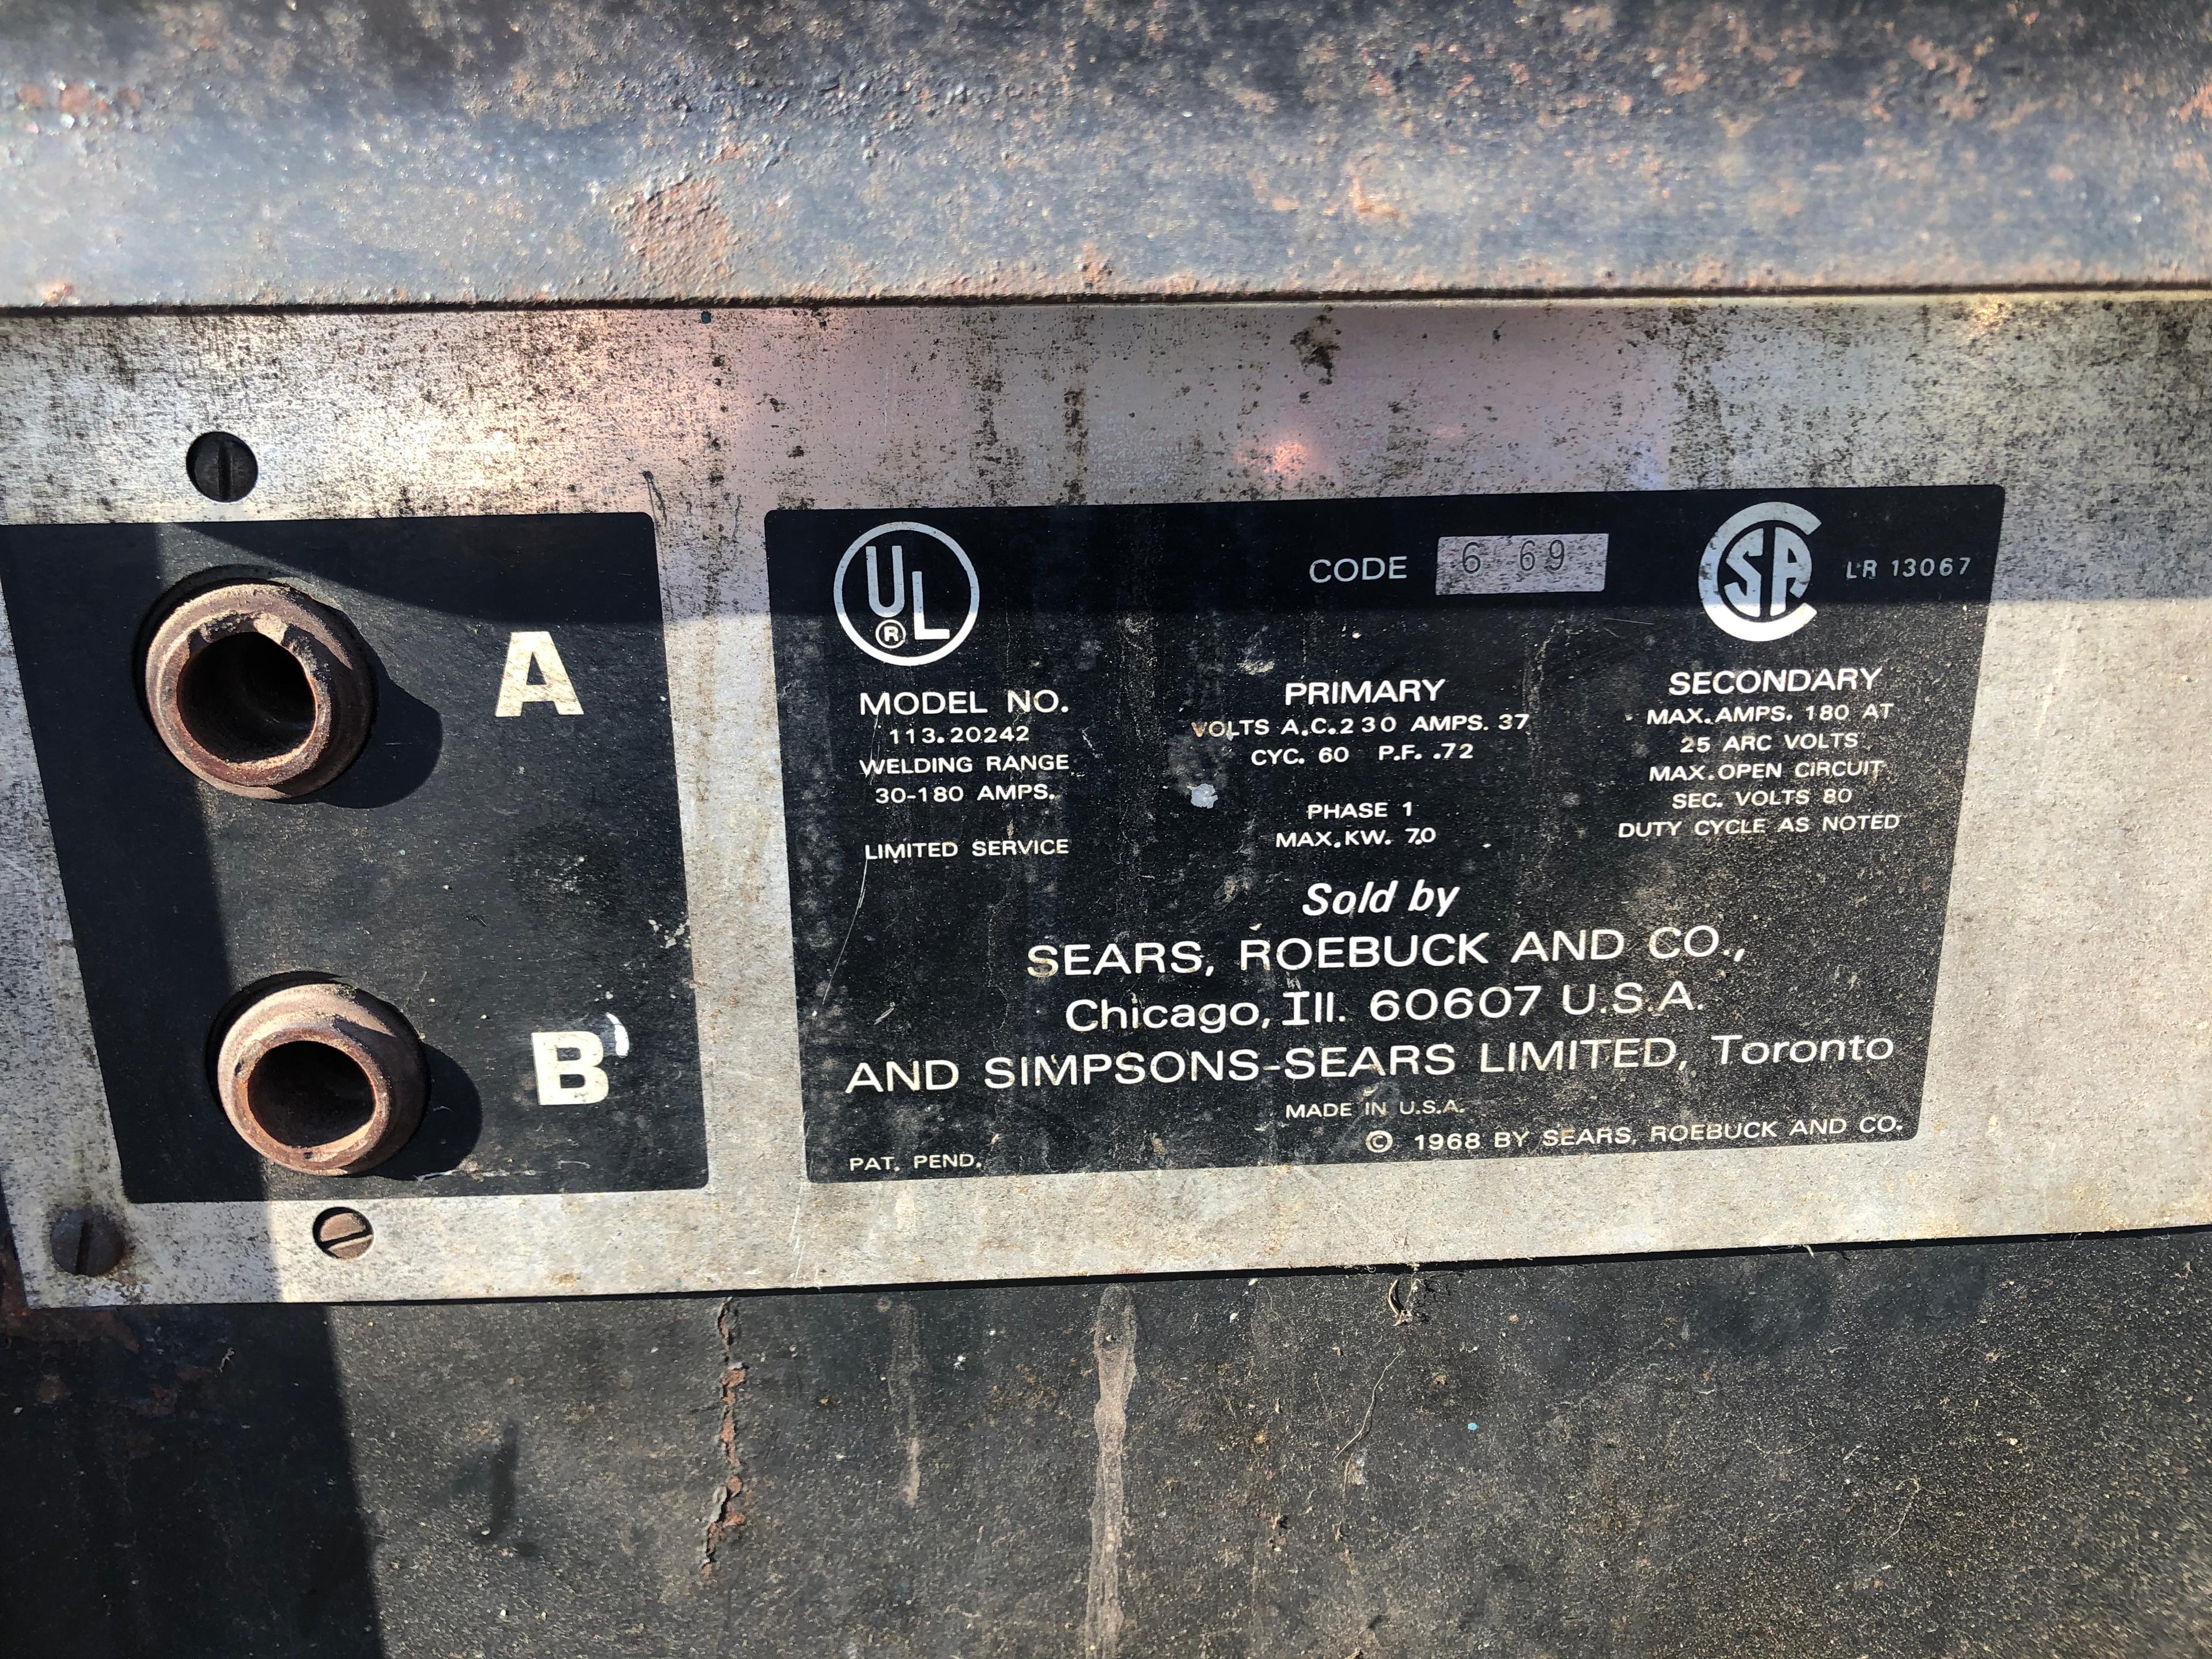 A
B
UL
®
CODE 6 69
CSA LR 13067
MODEL NO.
113.20242
WELDING RANGE
30-180 AMPS.
LIMITED SERVICE
PRIMARY
VOLTS A.C.230 AMPS. 37
CYC. 60 P.F. .72
PHASE 1
MAX.KW. 7.0
SECONDARY
MAX.AMPS. 180 AT
25 ARC VOLTS
MAX.OPEN CIRCUIT
SEC. VOLTS 80
DUTY CYCLE AS NOTED
Sold by
SEARS, ROEBUCK AND CO.,
Chicago, Ill. 60607 U.S.A.
AND SIMPSONS-SEARS LIMITED, Toronto
MADE IN U.S.A.
© 1968 BY SEARS, ROEBUCK AND CO.
PAT. PEND.